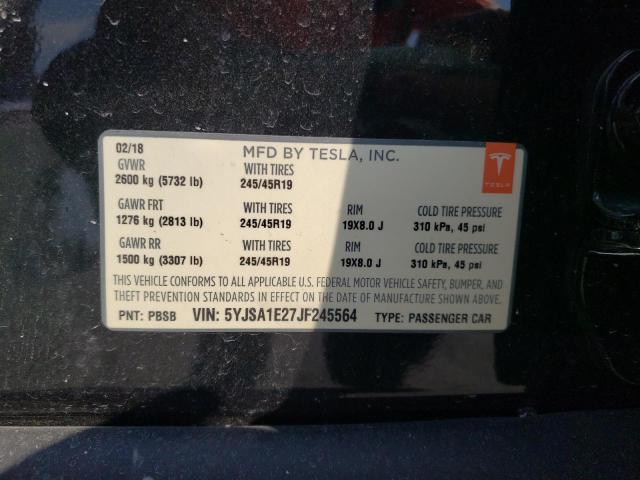 02/18 MFD BY TESLA, INC.
GVWR WITH TIRES
2600 kg (5732 lb) 245/45R19
TESLA
GAWR FRT WITH TIRES RIM COLD TIRE PRESSURE
1276 kg (2813 lb) 245/45R19 19X8.0 J 310 kPa, 45 psi
GAWR RR WITH TIRES RIM COLD TIRE PRESSURE
1500 kg (3307 lb) 245/45R19 19X8.0 J 310 kPa, 45 psi
THIS VEHICLE CONFORMS TO ALL APPLICABLE U.S. FEDERAL MOTOR VEHICLE SAFETY, BUMPER, AND
THEFT PREVENTION STANDARDS IN EFFECT ON THE DATE OF MANUFACTURE SHOWN ABOVE.
PNT: PBSB VIN: 5YJSA1E27JF245564 TYPE: PASSENGER CAR